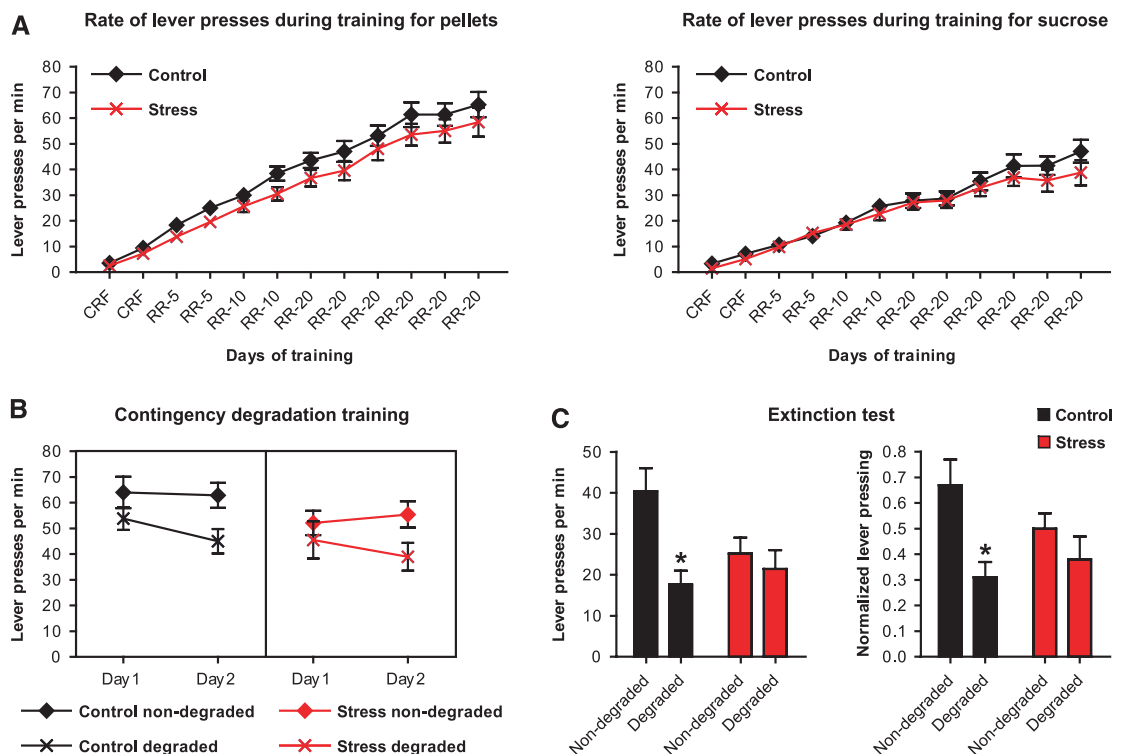 A
Rate of lever presses during training for pellets
Lever presses per min
80
70
60
50
40
30
20
10
0
Control
Stress
CRF
CRF
RR-5
RR-5
RR-10
RR-10
RR-20
RR-20
RR-20
RR-20
RR-20
RR-20
Days of training
Rate of lever presses during training for sucrose
Lever presses per min
80
70
60
50
40
30
20
10
0
Control
Stress
CRF
CRF
RR-5
RR-5
RR-10
RR-10
RR-20
RR-20
RR-20
RR-20
RR-20
RR-20
Days of training
B
Contingency degradation training
Lever presses per min
80
70
60
50
40
30
20
10
0
Day1
Day2
Day1
Day2
Control non-degraded
Stress non-degraded
Control degraded
Stress degraded
C
Extinction test
Control
Stress
Lever presses per min
50
40
30
20
10
0
*
Non-degraded
Degraded
Non-degraded
Degraded
Normalized lever pressing
0.8
0.7
0.6
0.5
0.4
0.3
0.2
0.1
0.0
*
Non-degraded
Degraded
Non-degraded
Degraded